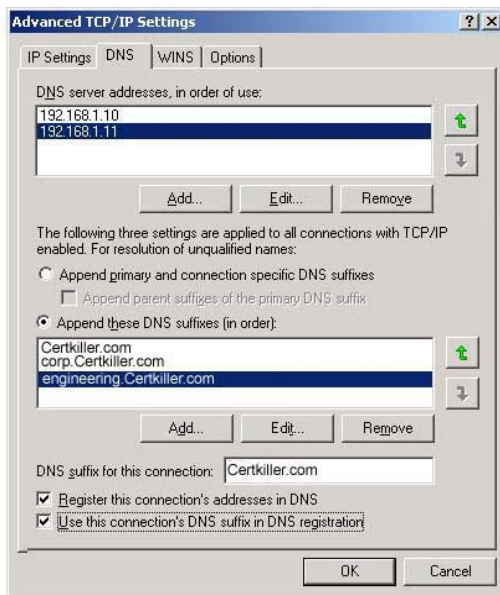 Advanced TCP/IP Settings
IP Settings DNS WINS Options
DNS server addresses, in order of use:
192.168.1.10
192.168.1.11
Add... Edit... Remove
The following three settings are applied to all connections with TCP/IP
enabled. For resolution of unqualified names:
Append primary and connection specific DNS suffixes
Append parent suffixes of the primary DNS suffix
Append these DNS suffixes (in order):
Certkiller.com
corp.Certkiller.com
engineering.Certkiller.com
Add... Edit... Remove
DNS suffix for this connection: Certkiller.com
Register this connection's addresses in DNS
Use this connection's DNS suffix in DNS registration
OK Cancel